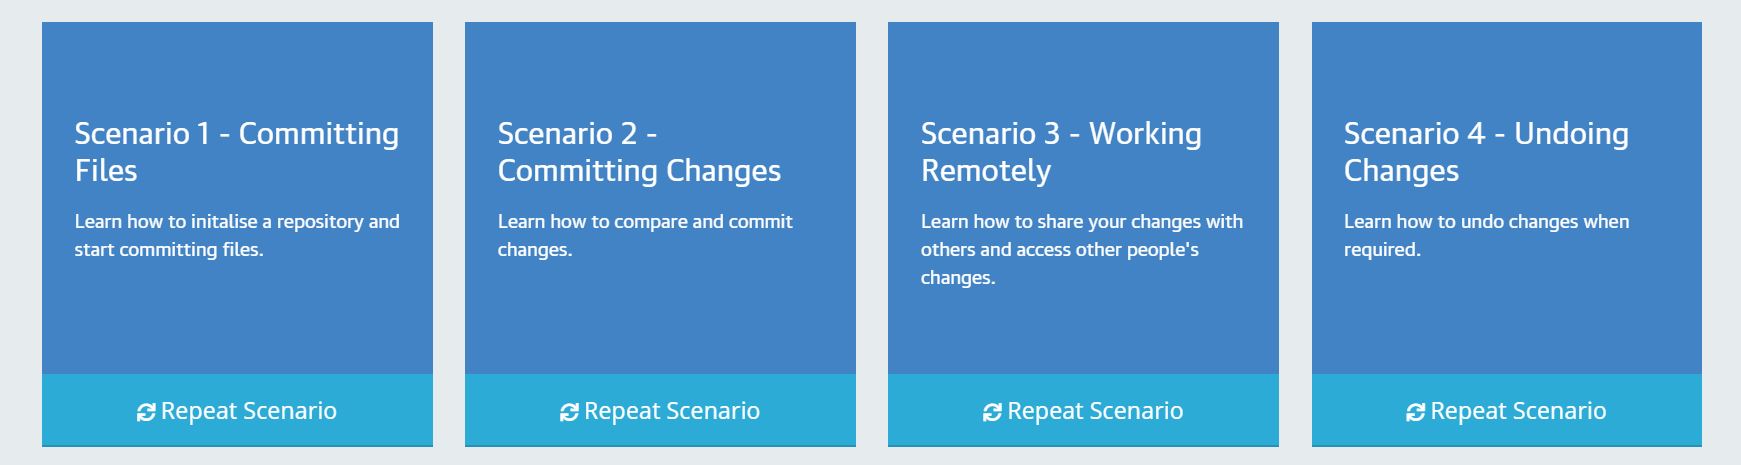 Scenario 1 - Committing
Files
Learn how to initalise a repository and
start committing files.
Repeat Scenario
Scenario 2 -
Committing Changes
Learn how to compare and commit
changes.
Repeat Scenario
Scenario 3 - Working
Remotely
Learn how to share your changes with
others and access other people's
changes.
Repeat Scenario
Scenario 4 - Undoing
Changes
Learn how to undo changes when
required.
Repeat Scenario